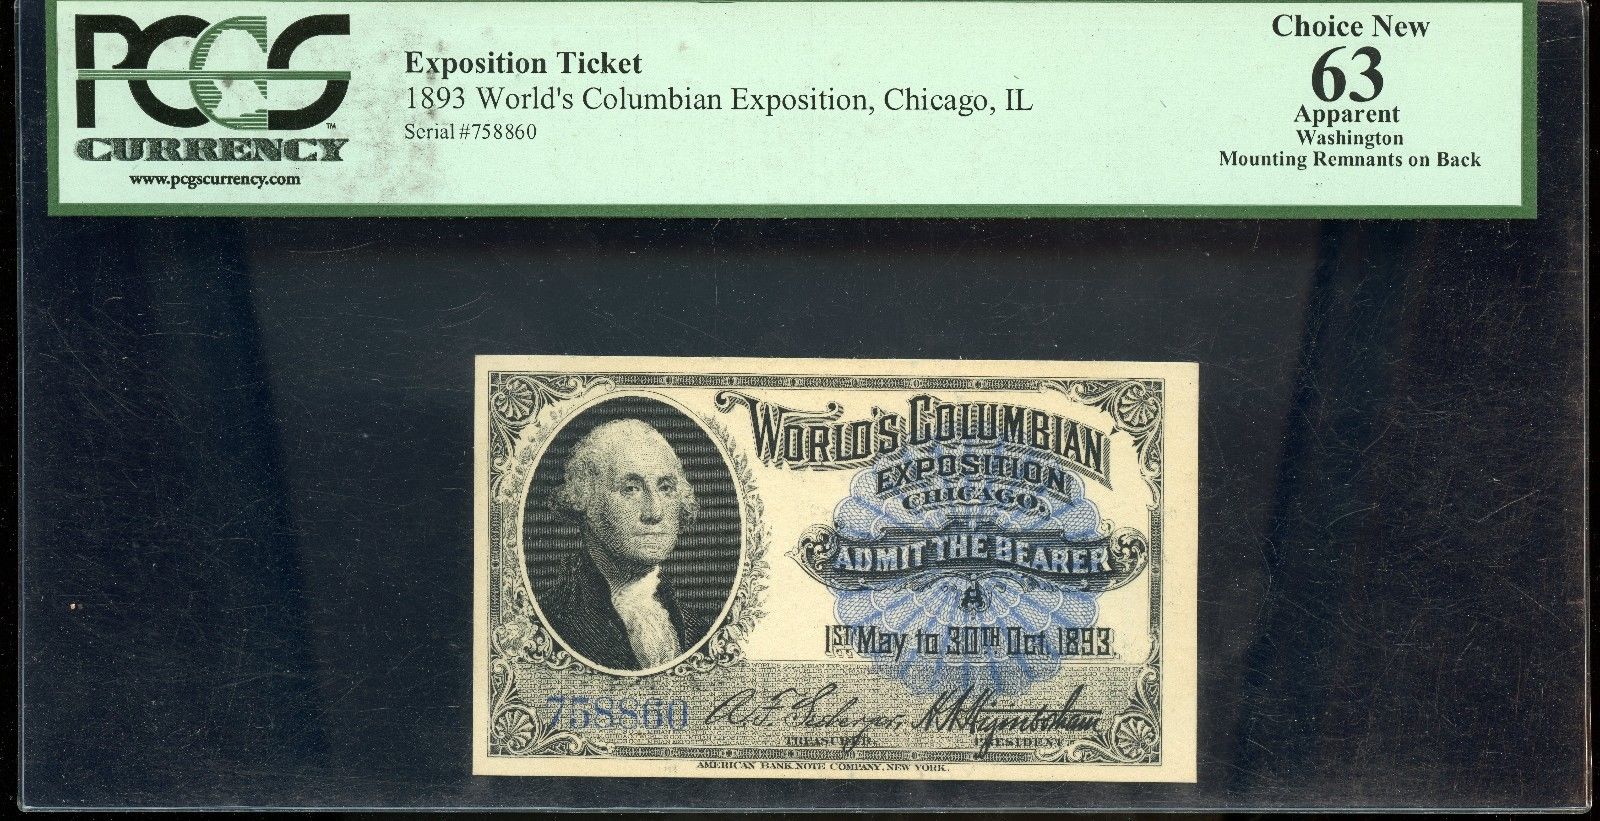 PCGS
CURRENCY™
www.pcgscurrency.com
Exposition Ticket
1893 World's Columbian Exposition, Chicago, IL
Serial #758860
Choice New
63
Apparent
Washington
Mounting Remnants on Back
WORLD'S COLUMBIAN
EXPOSITION
CHICAGO,
ADMIT THE BEARER
A
1ST May to 30TH Oct. 1893
758860
TREASURER.
PRESIDENT
AMERICAN BANK NOTE COMPANY, NEW YORK.